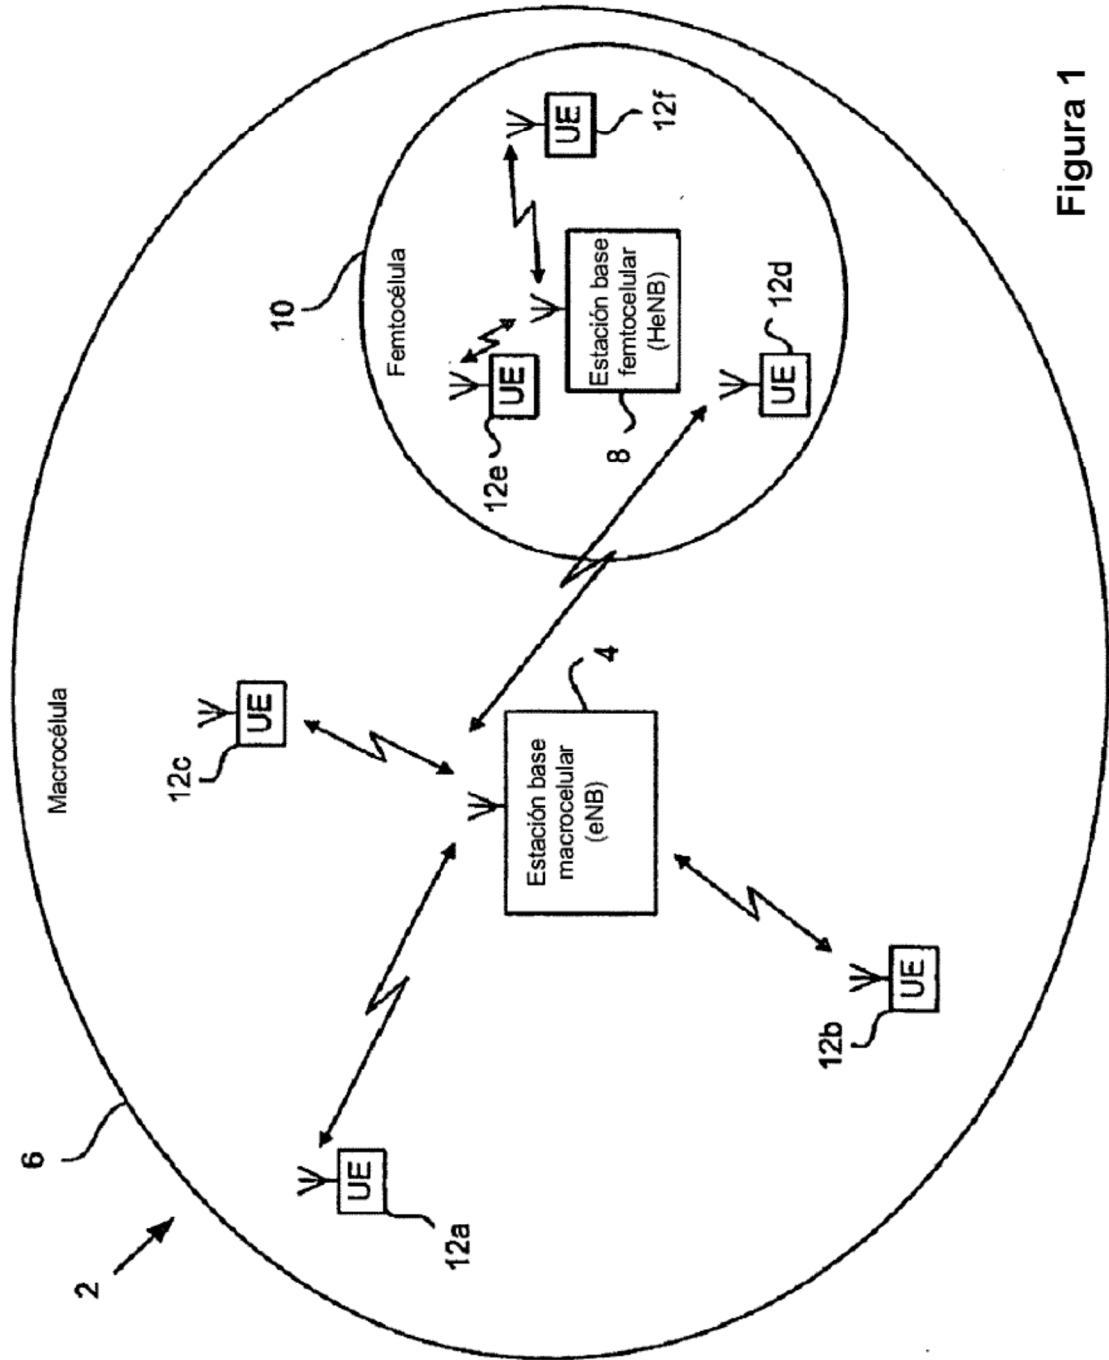 2
6
Macrocélula
10
Femtocélula
12c
UE
12e
UE
UE
12f
Estación base
femtocelular
(HeNB)
8
UE
12a
Estación base
macrocelular
(eNB)
4
UE
12d
12b
UE
Figura 1